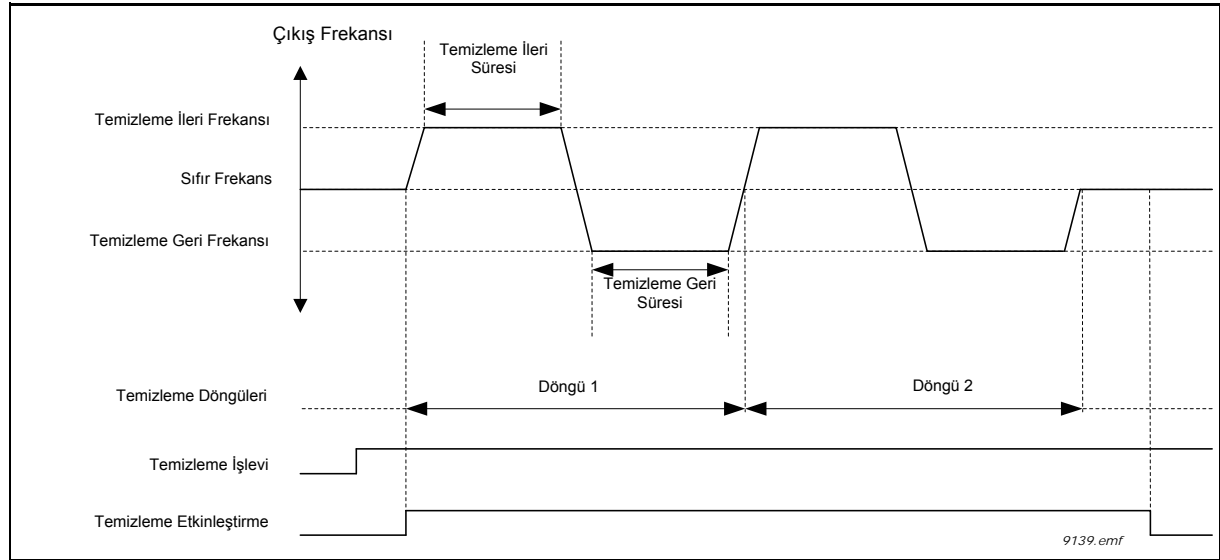 Çıkış Frekansı
Temizleme İleri
Süresi
Temizleme İleri Frekansı
Sıfır Frekans
Temizleme Geri Frekansı
Temizleme Geri
Süresi
Temizleme Döngüleri
Döngü 1
Döngü 2
Temizleme İşlevi
Temizleme Etkinleştirme
9139.emf